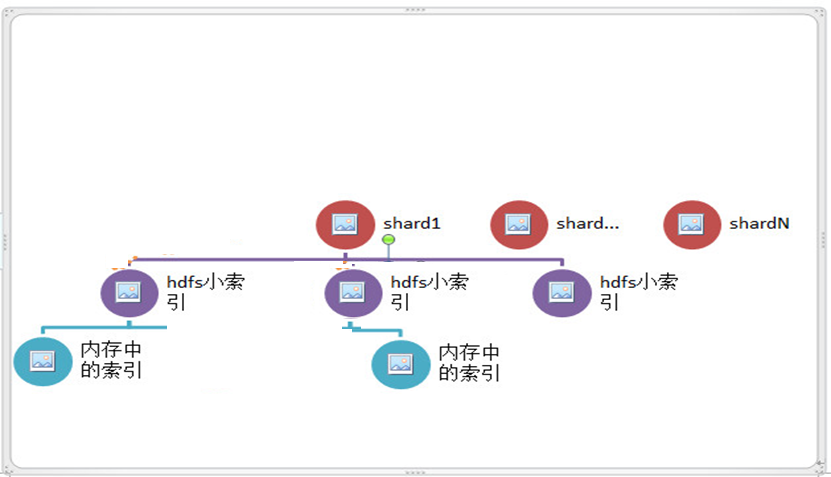 shard1
shard...
shardN
hdfs小索
引
hdfs小索
引
hdfs小索
引
内存中
的索引
内存中
的索引